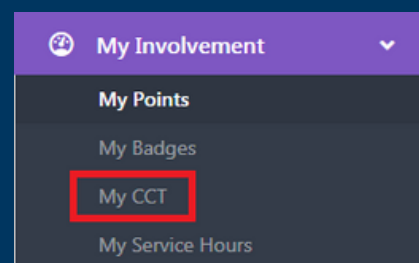 My Involvement
My Points
My Badges
My CCT
My Service Hours